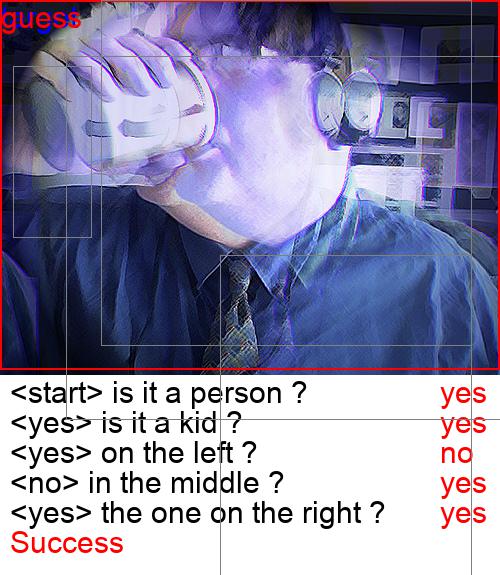 guess
<start> is it a person ? yes
<yes> is it a kid ? yes
<yes> on the left ? no
<no> in the middle ? yes
<yes> the one on the right ? yes
Success